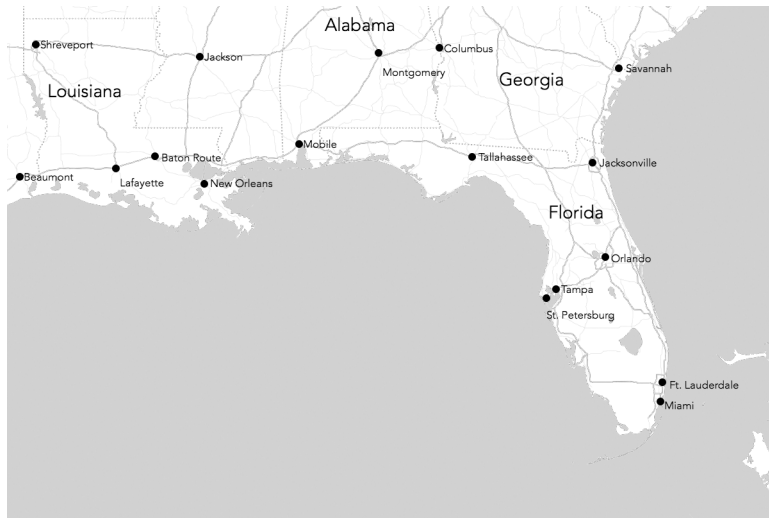 Alabama
Shreveport
Columbus
Jackson
Montgomery
Savannah
Georgia
Louisiana
Mobile
Baton Route
Tallahassee
Jacksonville
Beaumont
Lafayette
New Orleans
Florida
Orlando
Tampa
St. Petersburg
Ft. Lauderdale
Miami